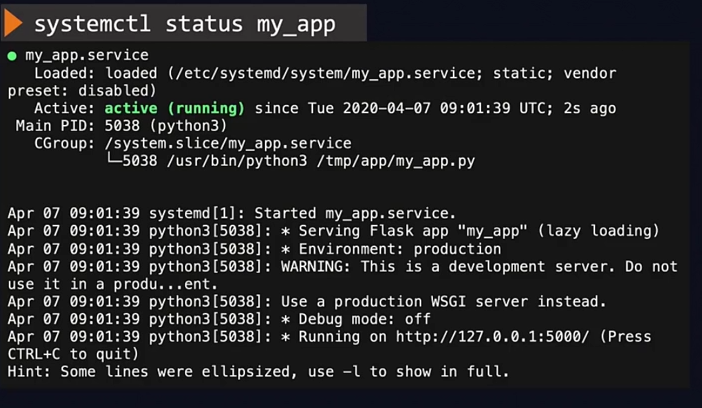 systemctl status my_app
● my_app.service
Loaded: loaded (/etc/systemd/system/my_app.service; static; vendor
preset: disabled)
Active: active (running) since Tue 2020-04-07 09:01:39 UTC; 2s ago
Main PID: 5038 (python3)
CGroup: /system.slice/my_app.service
└─5038 /usr/bin/python3 /tmp/app/my_app.py
Apr 07 09:01:39 systemd[1]: Started my_app.service.
Apr 07 09:01:39 python3[5038]: * Serving Flask app "my_app" (lazy loading)
Apr 07 09:01:39 python3[5038]: * Environment: production
Apr 07 09:01:39 python3[5038]: WARNING: This is a development server. Do not
use it in a produ...ent.
Apr 07 09:01:39 python3[5038]: Use a production WSGI server instead.
Apr 07 09:01:39 python3[5038]: * Debug mode: off
Apr 07 09:01:39 python3[5038]: * Running on http://127.0.0.1:5000/ (Press
CTRL+C to quit)
Hint: Some lines were ellipsized, use -l to show in full.